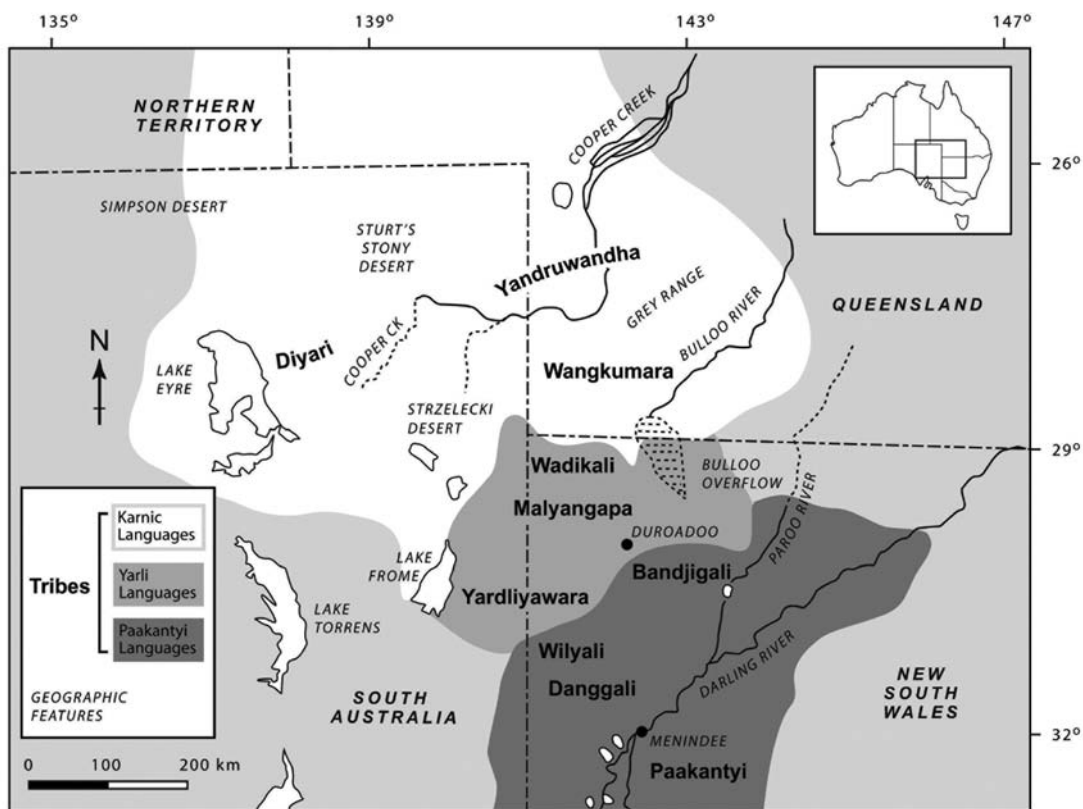 135°
139°
143°
147°
NORTHERN
TERRITORY
COOPER CREEK
26°
SIMPSON DESERT
STURT'S
STONY
DESERT
Yandruwandha
GREY RANGE
BULLOO RIVER
QUEENSLAND
N
LAKE
EYRE
Diyari
COOPER CK
Wangkumara
STRZELECKI
DESERT
29°
Wadikali
BULLOO
OVERFLOW
Malyangapa
DUROADOO
PAROO RIVER
Bandjigali
LAKE
FROME
Yardliyawara
LAKE
TORRENS
Wilyali
Danggali
DARLING RIVER
NEW
SOUTH
WALES
SOUTH
AUSTRALIA
32°
MENINDEE
Paakantyi
Tribes
Karnic
Languages
Yarli
Languages
Paakantyi
Languages
GEOGRAPHIC
FEATURES
0 100 200 km